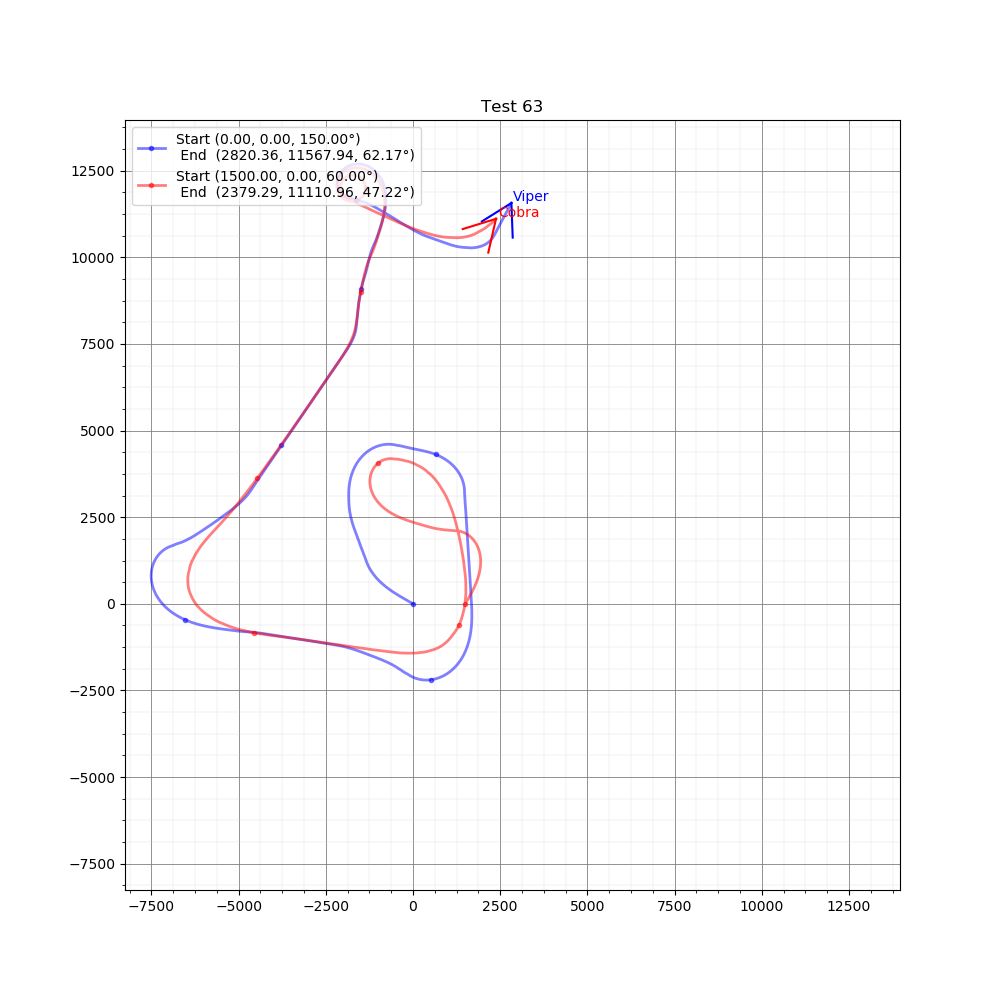 Test 63
Start (0.00, 0.00, 150.00°)
End (2820.36, 11567.94, 62.17°)
Start (1500.00, 0.00, 60.00°)
End (2379.29, 11110.96, 47.22°)
Viper
Cobra
12500
10000
7500
5000
2500
0
−2500
−5000
−7500
−7500 −5000 −2500 0 2500 5000 7500 10000 12500